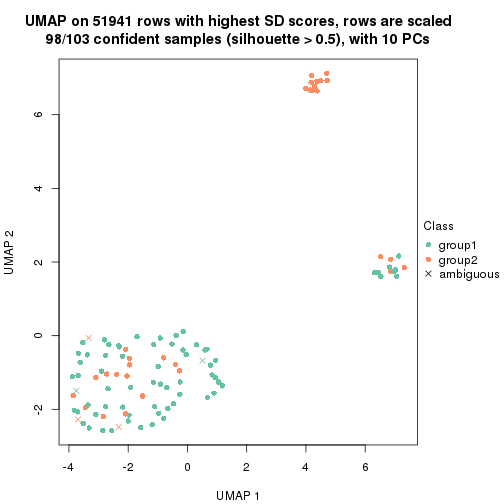 UMAP on 51941 rows with highest SD scores, rows are scaled
98/103 confident samples (silhouette > 0.5), with 10 PCs
6
4
2
0
-2
UMAP 2
-4
-2
0
2
4
6
UMAP 1
Class
group1
group2
ambiguous